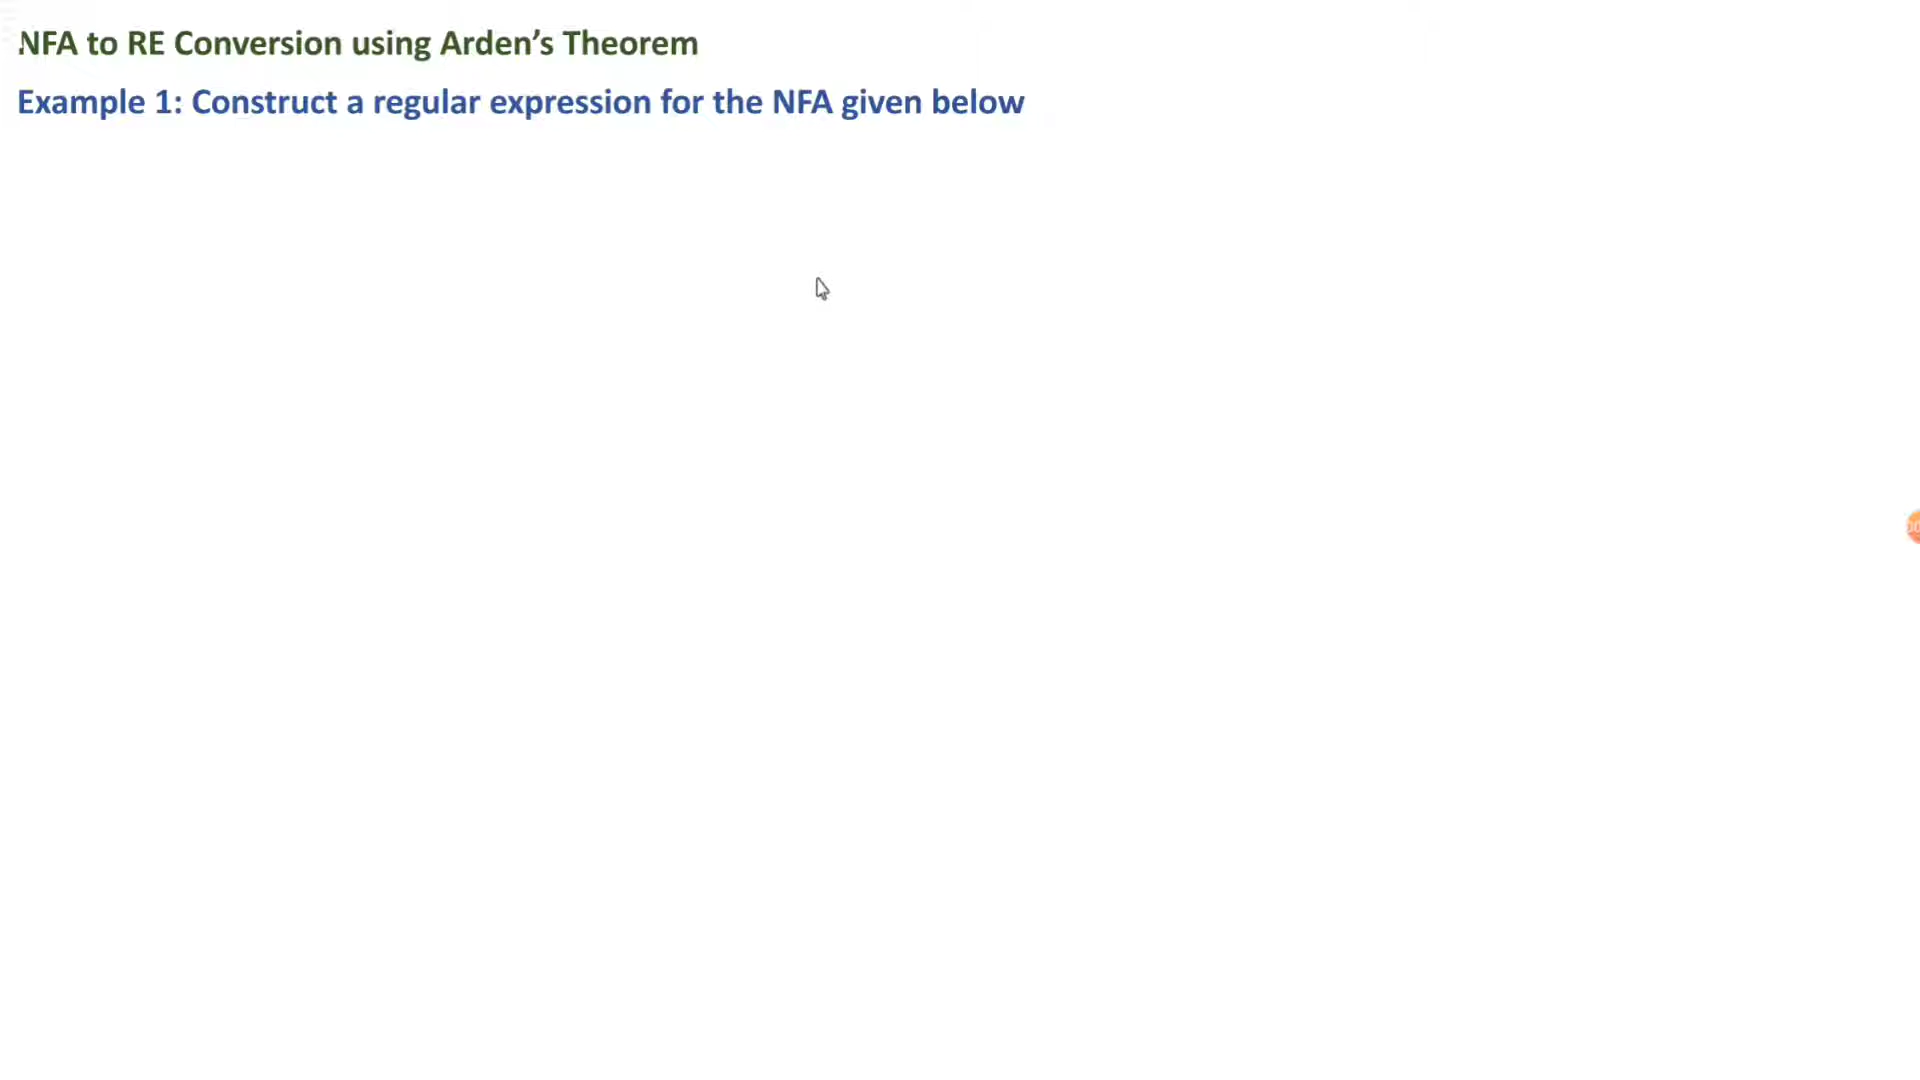 NFA to RE Conversion using Arden’s Theorem
Example 1: Construct a regular expression for the NFA given below